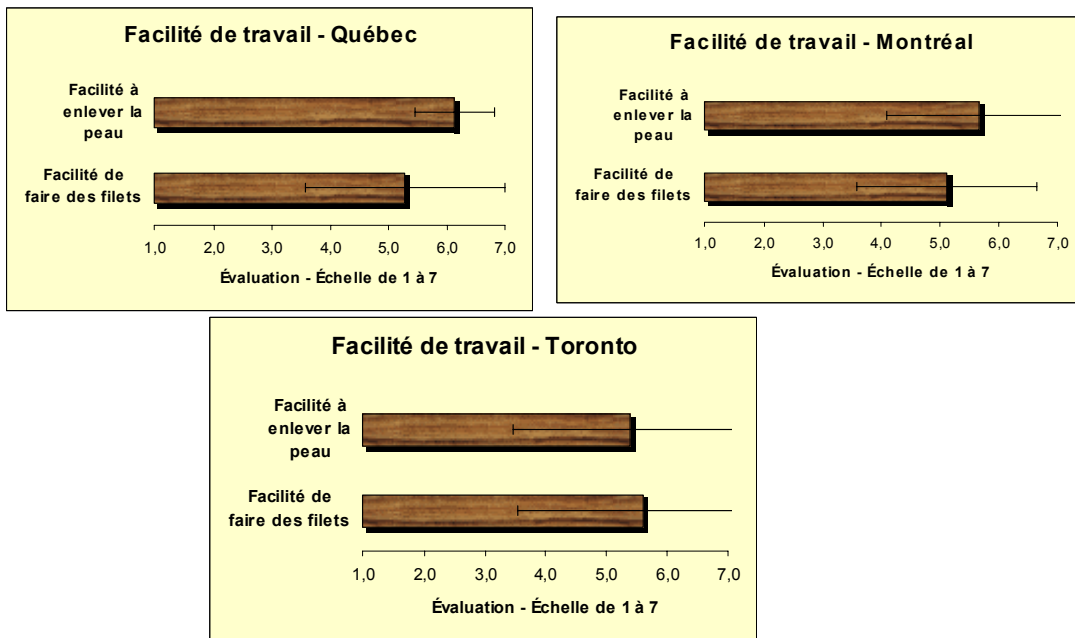 Facilité de travail - Québec
Facilité à
enlever la
peau
Facilité de
faire des filets
1,0 2,0 3,0 4,0 5,0 6,0 7,0
Évaluation - Échelle de 1 à 7
Facilité de travail - Montréal
Facilité à
enlever la
peau
Facilité de
faire des filets
1,0 2,0 3,0 4,0 5,0 6,0 7,0
Évaluation - Échelle de 1 à 7
Facilité de travail - Toronto
Facilité à
enlever la
peau
Facilité de
faire des filets
1,0 2,0 3,0 4,0 5,0 6,0 7,0
Évaluation - Échelle de 1 à 7